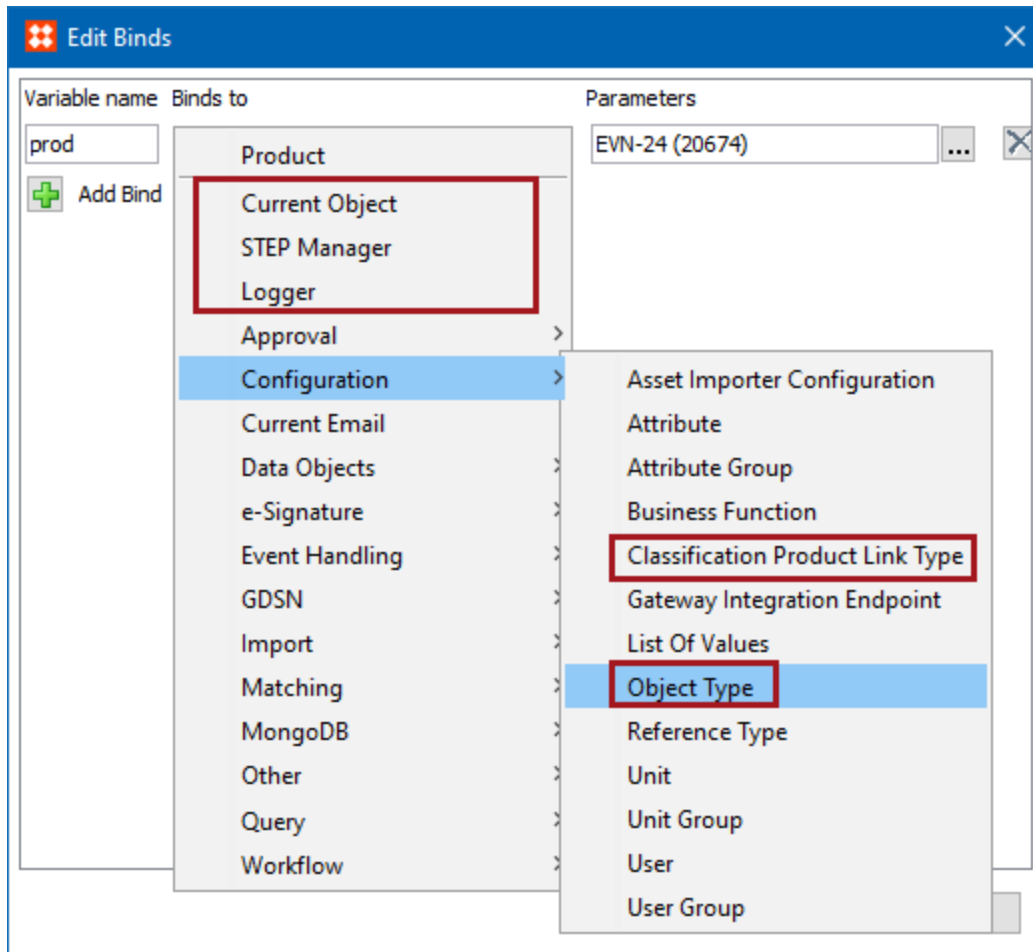 Edit Binds
Variable name Binds to Parameters
prod
Product
EVN-24 (20674)
...
Add Bind
Current Object
STEP Manager
Logger
Approval
Configuration
Current Email
Data Objects
e-Signature
Event Handling
GDSN
Import
Matching
MongoDB
Other
Query
Workflow
Asset Importer Configuration
Attribute
Attribute Group
Business Function
Classification Product Link Type
Gateway Integration Endpoint
List Of Values
Object Type
Reference Type
Unit
Unit Group
User
User Group